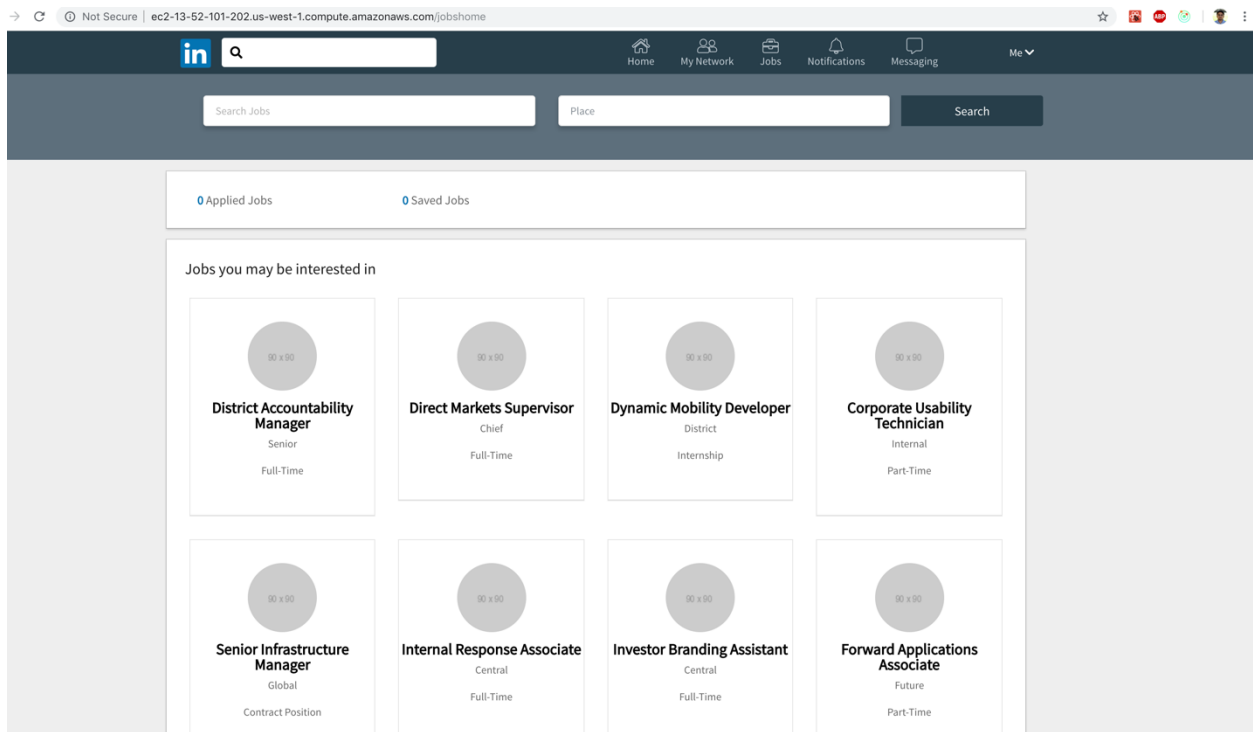 Not Secure | ec2-13-52-101-202.us-west-1.compute.amazonaws.com/jobshome
ABP
in
Home My Network Jobs Notifications Messaging Me
Search Jobs Place Search
0 Applied Jobs 0 Saved Jobs
Jobs you may be interested in
90 x 90 90 x 90 90 x 90 90 x 90
District Accountability
Manager
Senior
Full-Time
Direct Markets Supervisor
Chief
Full-Time
Dynamic Mobility Developer
District
Internship
Corporate Usability
Technician
Internal
Part-Time
90 x 90 90 x 90 90 x 90 90 x 90
Senior Infrastructure
Manager
Global
Contract Position
Internal Response Associate
Central
Full-Time
Investor Branding Assistant
Central
Full-Time
Forward Applications
Associate
Future
Part-Time